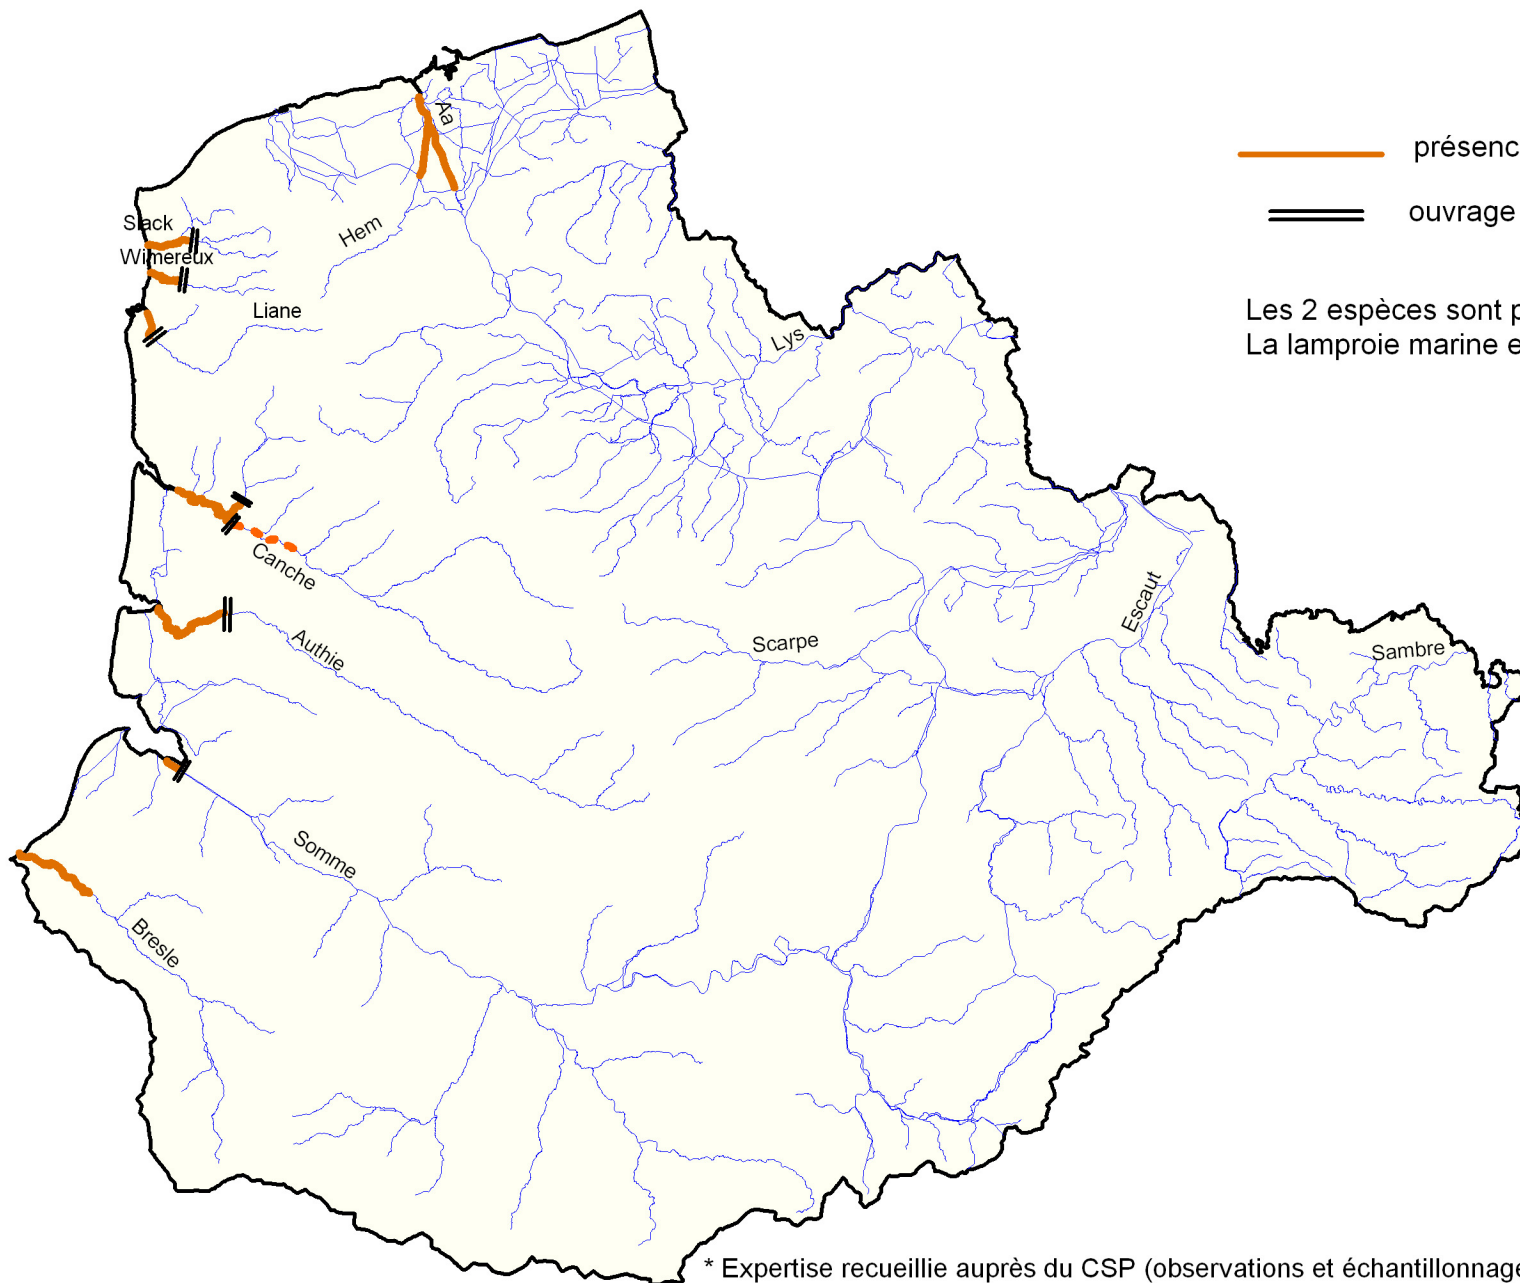 Aa
présenc
ouvrage
Slack
Hem
Wimereux
Liane
Les 2 espèces sont p
La lamproie marine e
Lys
Canche
Authie
Scarpe
Escaut
Sambre
Somme
Bresle
* Expertise recueillie auprès du CSP (observations et échantillonnage